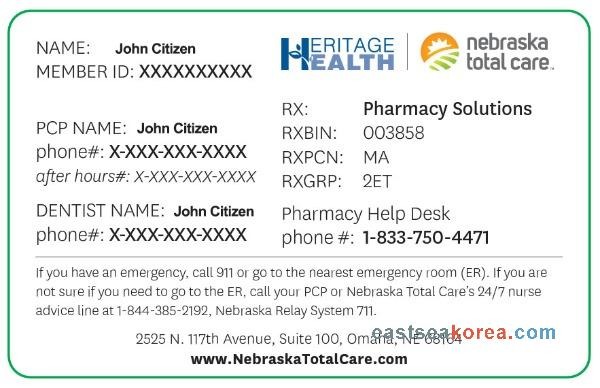 NAME: John Citizen
MEMBER ID: XXXXXXXXXX
HERITAGE
HEALTH
nebraska
total care™
PCP NAME: John Citizen
phone#: X-XXX-XXX-XXXX
after hours#: X-XXX-XXX-XXXX
DENTIST NAME: John Citizen
phone#: X-XXX-XXX-XXXX
RX: Pharmacy Solutions
RXBIN: 003858
RXPCN: MA
RXGRP: 2ET
Pharmacy Help Desk
phone #: 1-833-750-4471
If you have an emergency, call 911 or go to the nearest emergency room (ER). If you are
not sure if you need to go to the ER, call your PCP or Nebraska Total Care's 24/7 nurse
advice line at 1-844-385-2192, Nebraska Relay System 711.
eastseakorea.com
2525 N. 117th Avenue, Suite 100, Omaha, NE 68164
www.NebraskaTotalCare.com